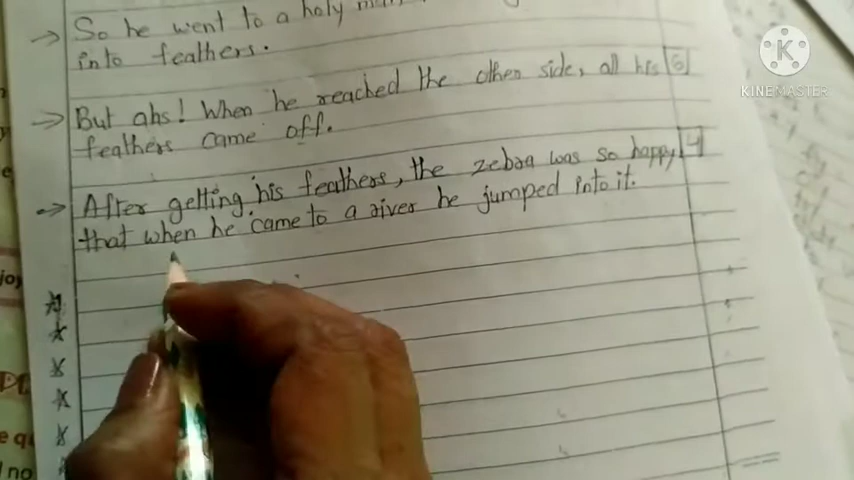 So he went to a holy
into feathers.
But ahs! When he reached the other side, all his 6
feathers came off.
After getting his feathers, the zebra was so happy 4
that when he came to a river he jumped into it.
KINEMASTER